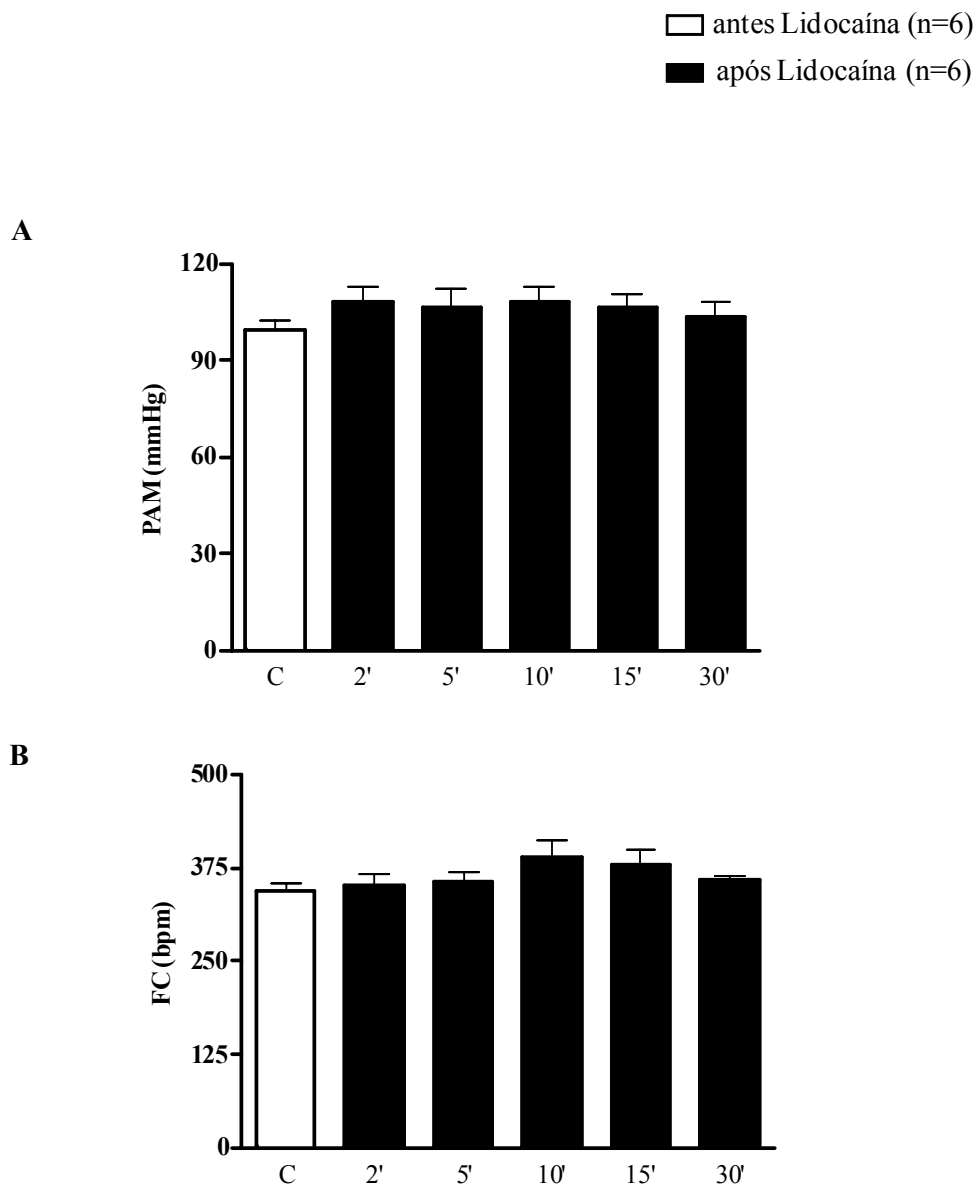 antes Lidocaína (n=6)
após Lidocaína (n=6)
A
120
90
60
30
0
PAM (mmHg)
C 2' 5' 10' 15' 30'
B
500
375
250
125
0
FC (bpm)
C 2' 5' 10' 15' 30'